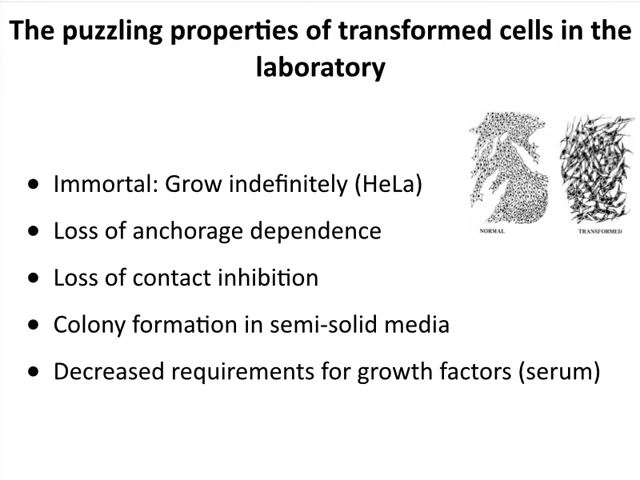 The puzzling properties of transformed cells in the
laboratory
• Immortal: Grow indefinitely (HeLa)
• Loss of anchorage dependence
• Loss of contact inhibition
• Colony formation in semi-solid media
• Decreased requirements for growth factors (serum)
NORMAL
TRANSFORMED